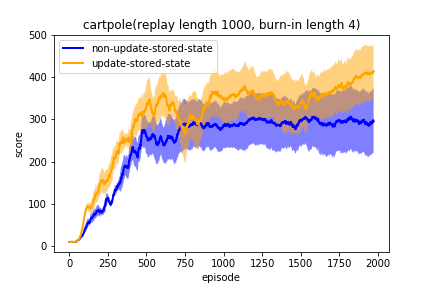 cartpole(replay length 1000, burn-in length 4)
500
non-update-stored-state
update-stored-state
400
300
score
200
100
0
0 250 500 750 1000 1250 1500 1750 2000
episode